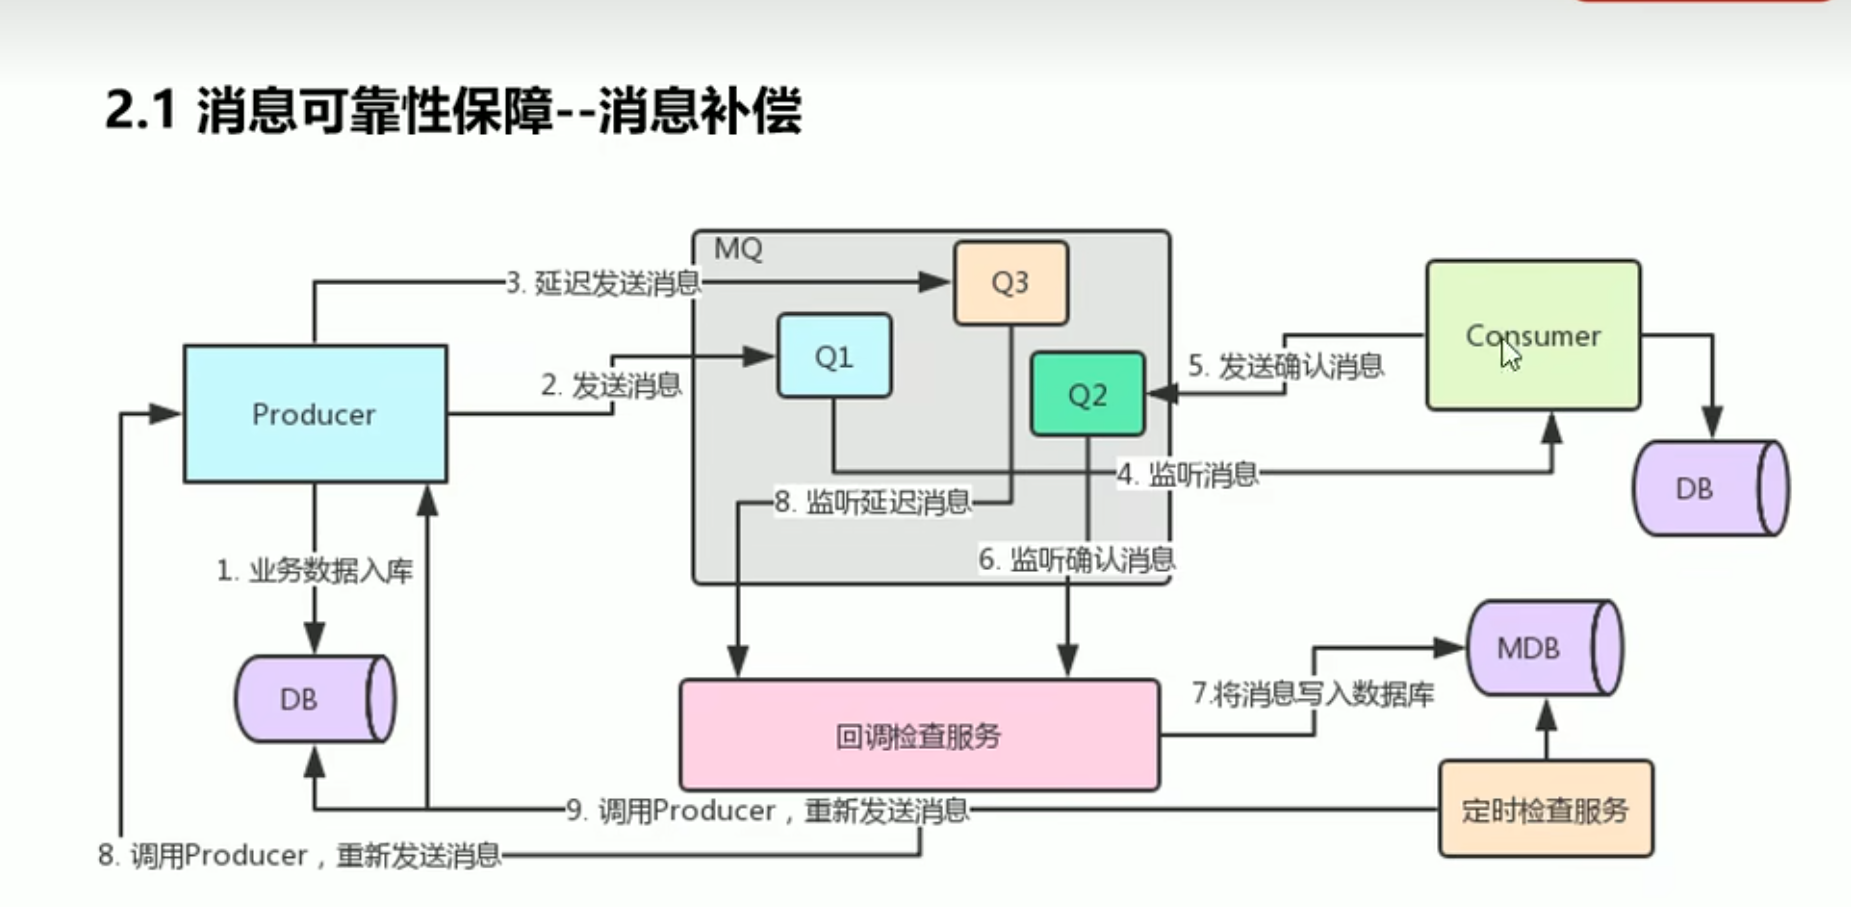 2.1 消息可靠性保障--消息补偿
MQ
Q3
3. 延迟发送消息
Q1
Consumer
2. 发送消息
5. 发送确认消息
Q2
Producer
4. 监听消息
DB
8. 监听延迟消息
6. 监听确认消息
1. 业务数据入库
MDB
DB
7.将消息写入数据库
回调检查服务
9. 调用Producer，重新发送消息
定时检查服务
8. 调用Producer，重新发送消息